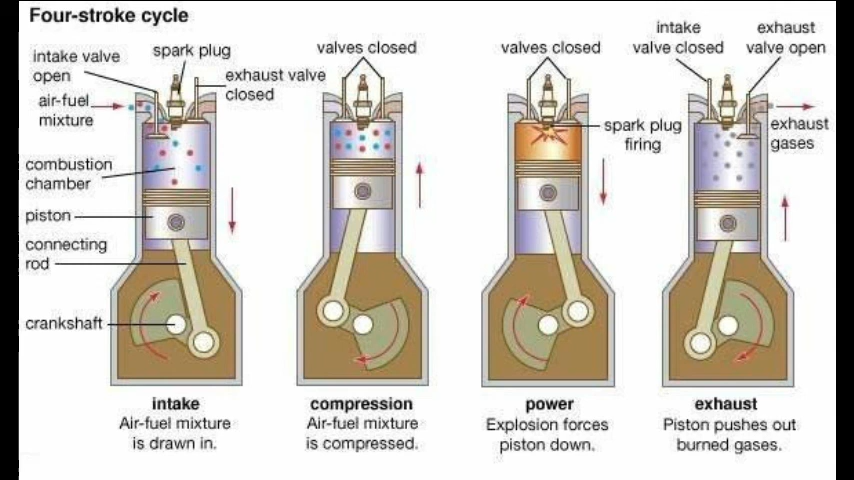 Four-stroke cycle
intake valve
open
spark plug
exhaust valve
closed
air-fuel
mixture
combustion
chamber
piston
connecting
rod
crankshaft
intake
Air-fuel mixture
is drawn in.
valves closed
compression
Air-fuel mixture
is compressed.
valves closed
spark plug
firing
power
Explosion forces
piston down.
intake
valve closed
exhaust
valve open
exhaust
gases
exhaust
Piston pushes out
burned gases.